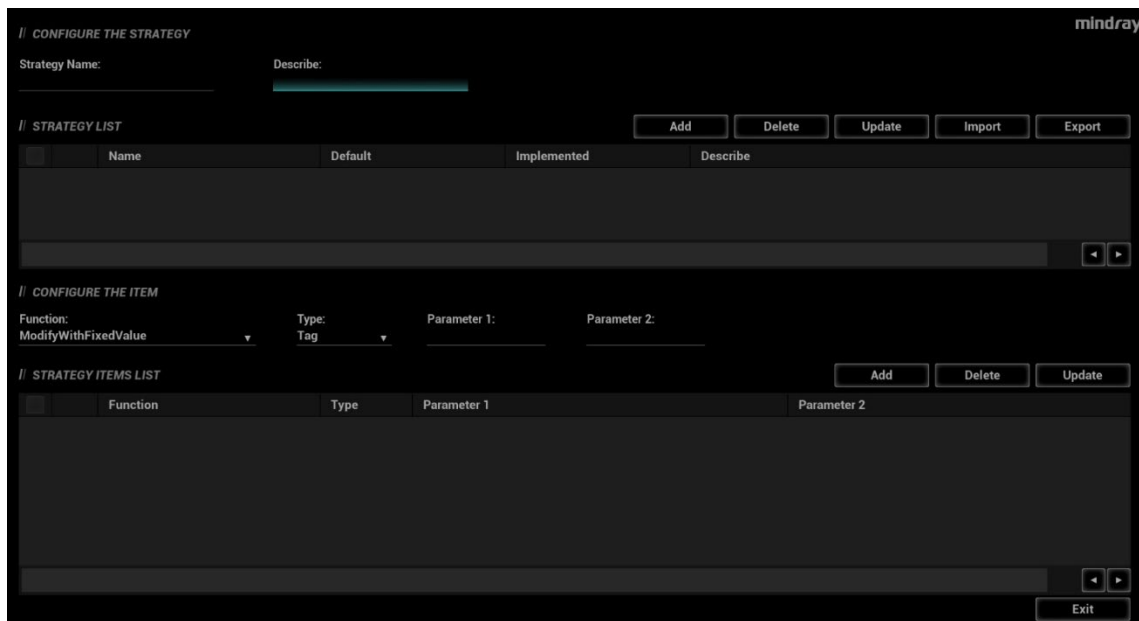 mindray
// CONFIGURE THE STRATEGY
Strategy Name: Describe:
// STRATEGY LIST Add Delete Update Import Export
Name Default Implemented Describe
// CONFIGURE THE ITEM
Function: Type: Parameter 1: Parameter 2:
ModifyWithFixedValue Tag
// STRATEGY ITEMS LIST Add Delete Update
Function Type Parameter 1 Parameter 2
Exit